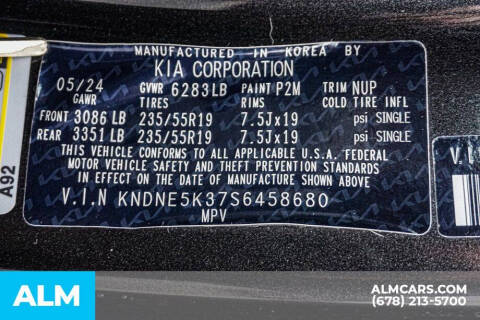 MANUFACTURED IN KOREA BY
KIA CORPORATION
05/24 GVWR 6283LB PAINT P2M TRIM NUP
GAWR TIRES RIMS COLD TIRE INFL
FRONT 3086 LB 235/55R19 7.5Jx19 psi SINGLE
REAR 3351 LB 235/55R19 7.5Jx19 psi SINGLE
THIS VEHICLE CONFORMS TO ALL APPLICABLE U.S.A. FEDERAL
MOTOR VEHICLE SAFETY AND THEFT PREVENTION STANDARDS
IN EFFECT ON THE DATE OF MANUFACTURE SHOWN ABOVE.
V.I.N KNDNE5K37S6458680
MPV
A92
V.I.
ALM
ALMCARS.COM
(678) 213-5700